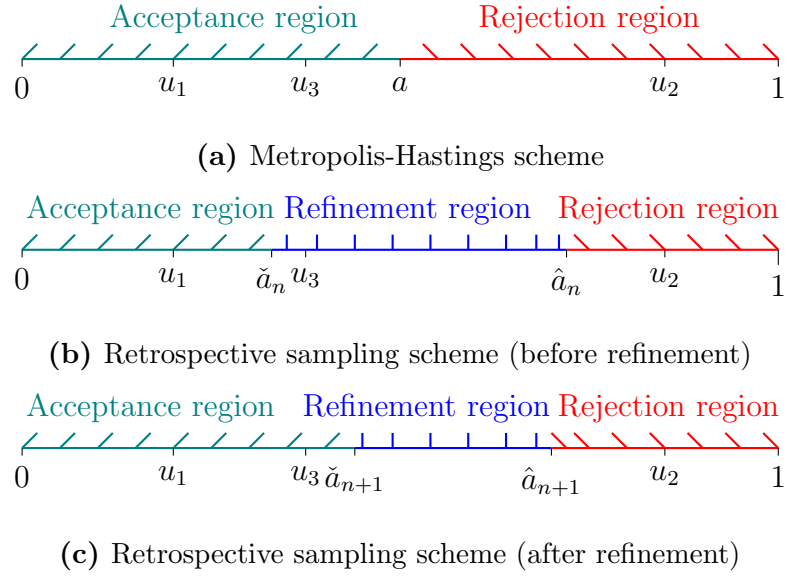 Acceptance region Rejection region
0 u₁ u₃ a u₂ 1
(a) Metropolis-Hastings scheme
Acceptance region Refinement region Rejection region
0 u₁ ǎₙ u₃ âₙ u₂ 1
(b) Retrospective sampling scheme (before refinement)
Acceptance region Refinement region Rejection region
0 u₁ u₃ ǎₙ₊₁ âₙ₊₁ u₂ 1
(c) Retrospective sampling scheme (after refinement)